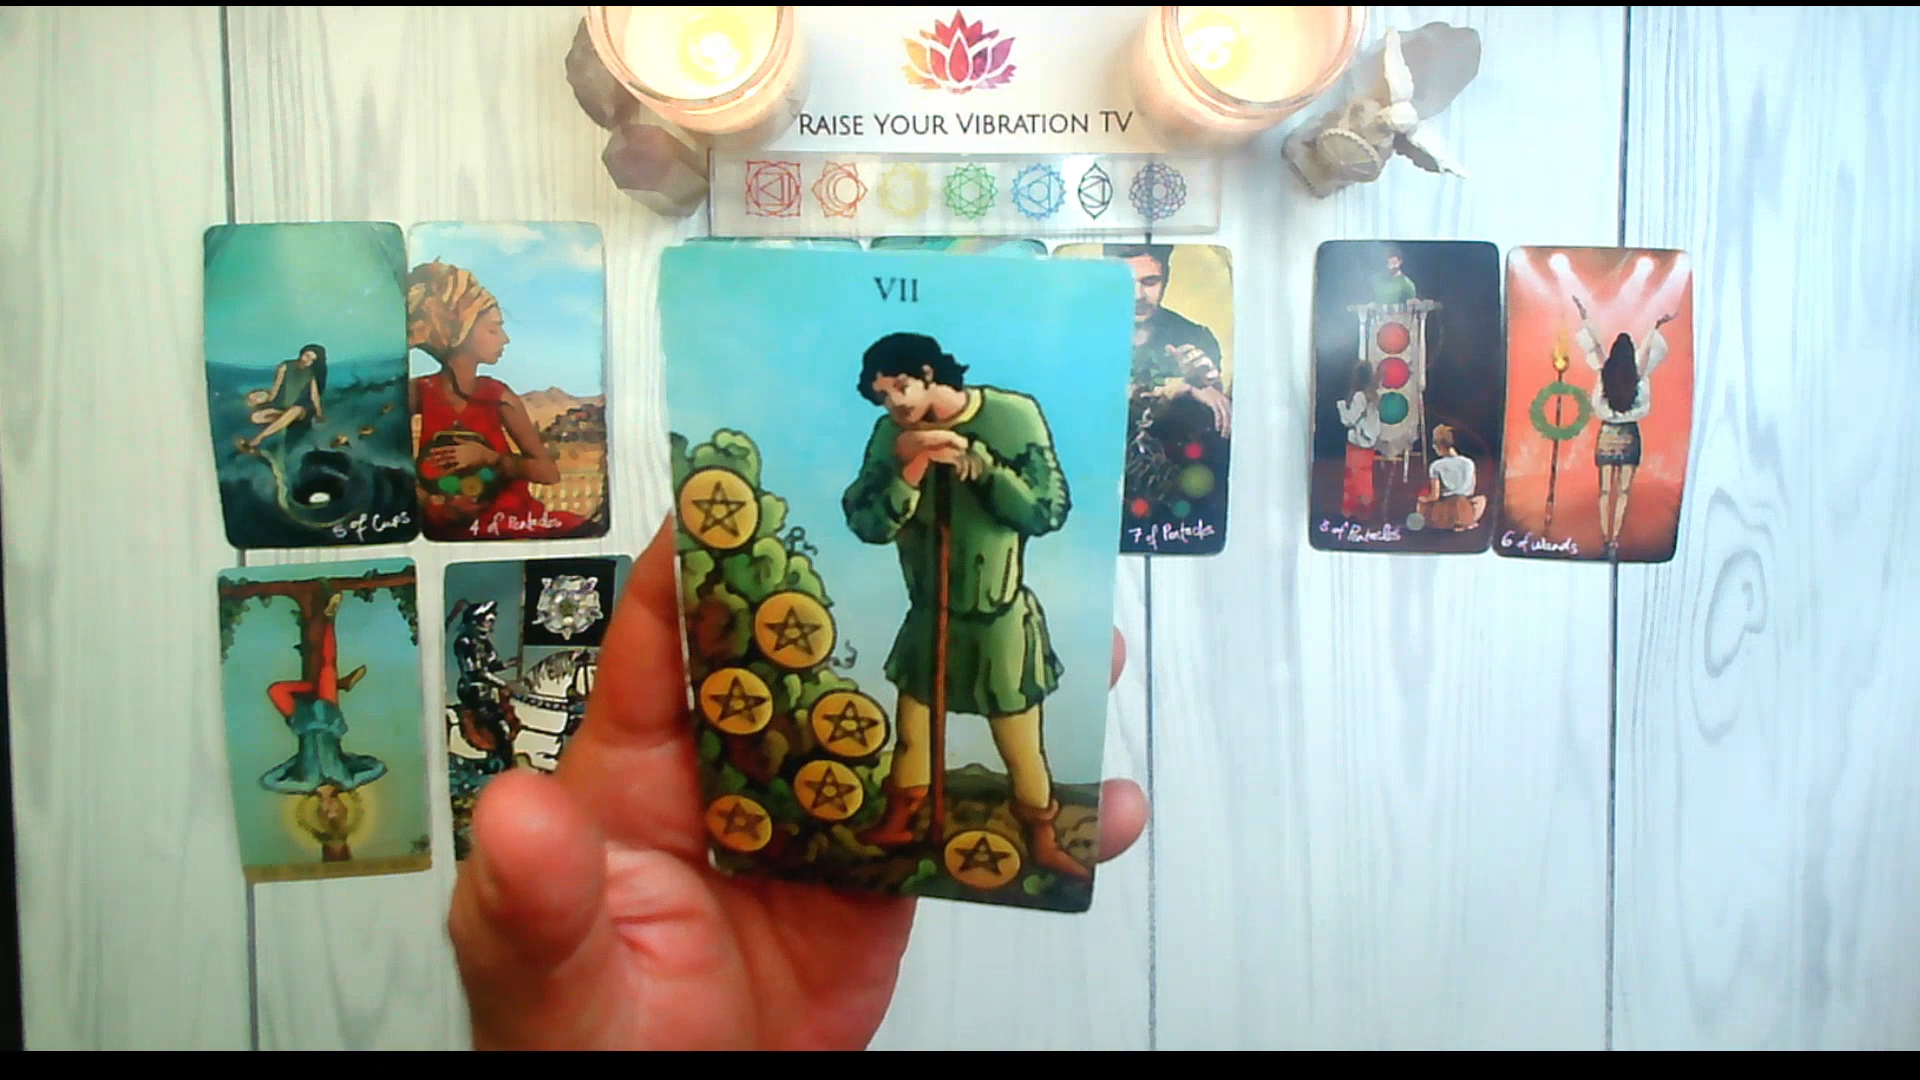 RAISE YOUR VIBRATION TV
VII
5 of Cups
4 of Pentacles
7 of Pentacles
8 of Pentacles
6 of Wands